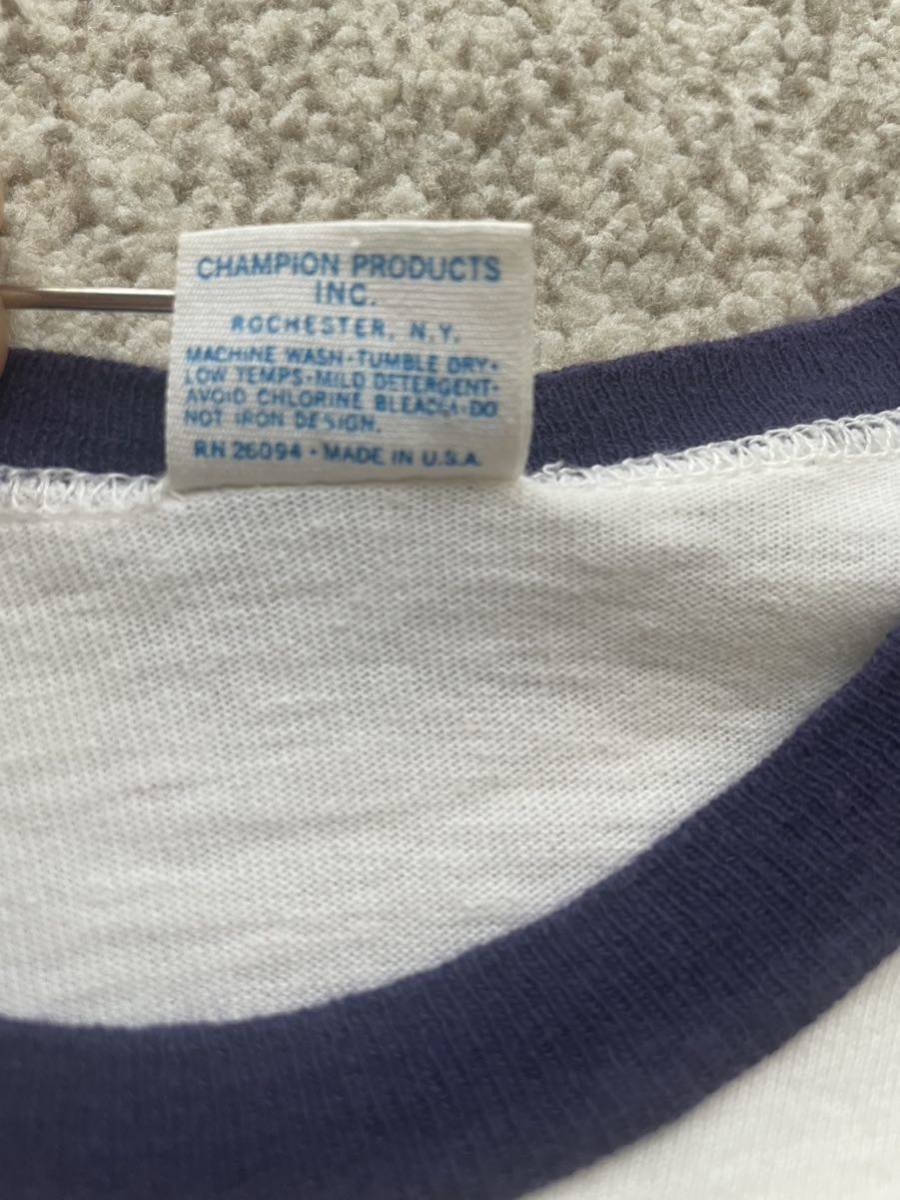 CHAMPION PRODUCTS
INC.
ROCHESTER, N.Y.
MACHINE WASH·TUMBLE DRY·
LOW TEMPS·MILD DETERGENT·
AVOID CHLORINE BLEACH·DO
NOT IRON DESIGN.
RN 26094 · MADE IN U.S.A.